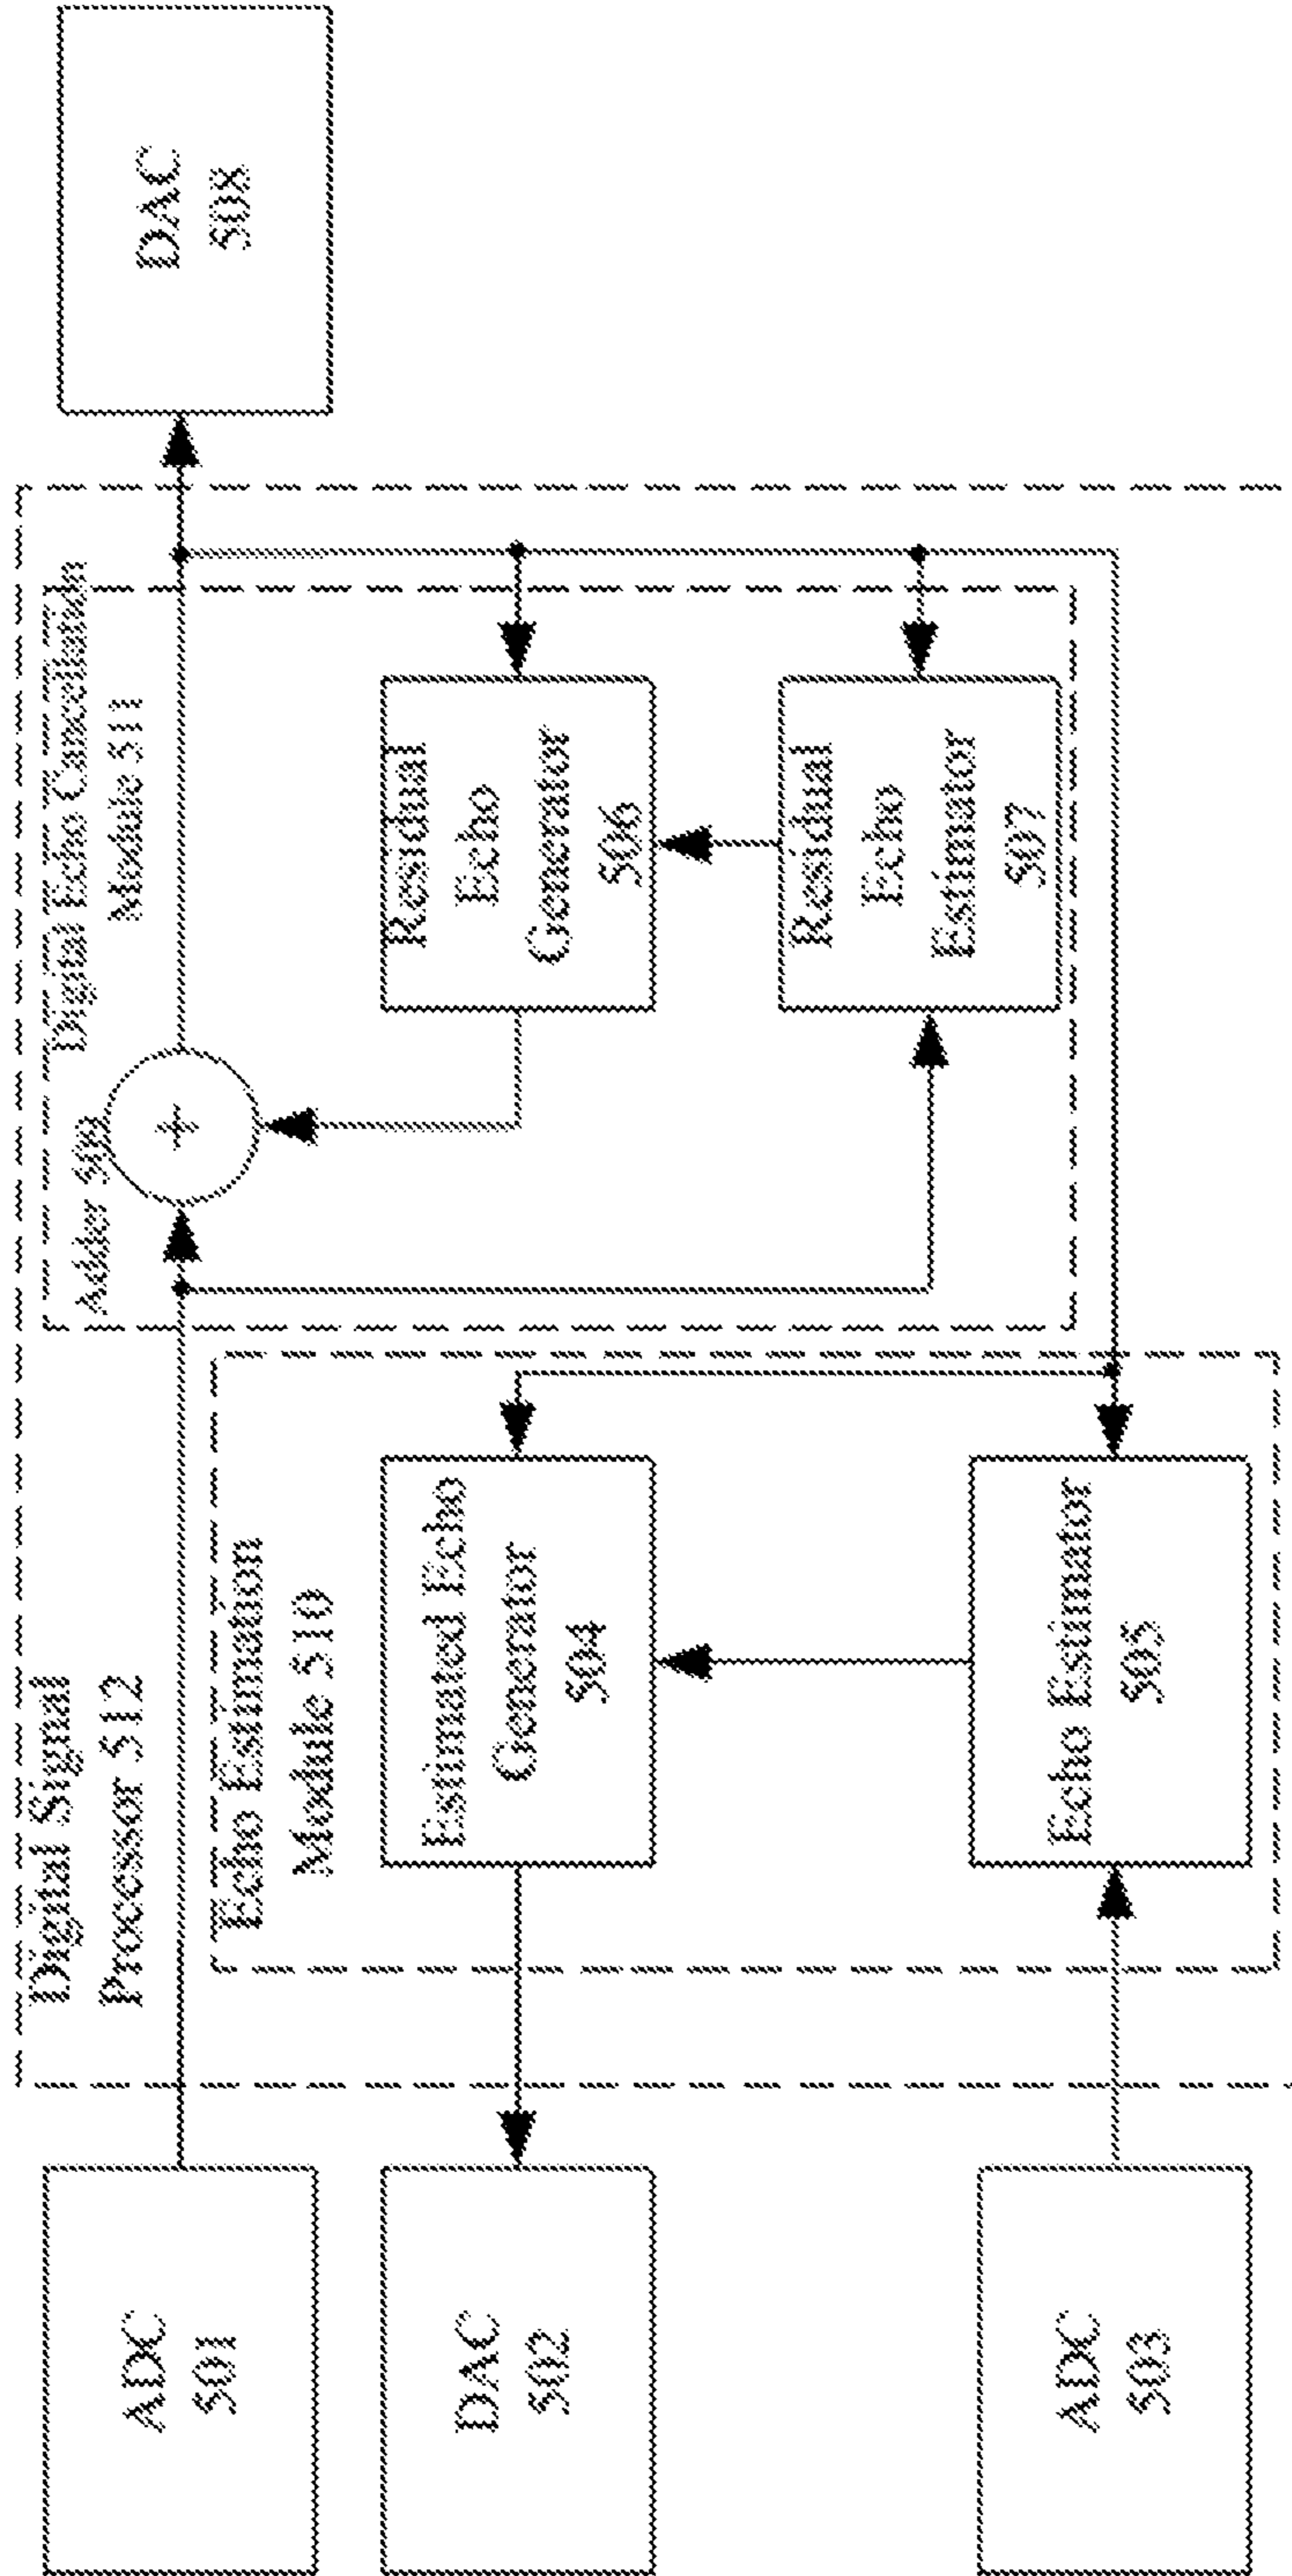 Digital Signal
Processor 512
ADC
501
Adder 509
Digital Echo Cancellation
Module 511
DAC
508
Echo Estimation
Module 510
DAC
502
Estimated Echo
Generator
504
Residual
Echo
Generator
506
ADC
503
Echo Estimator
505
Residual
Echo
Estimator
507